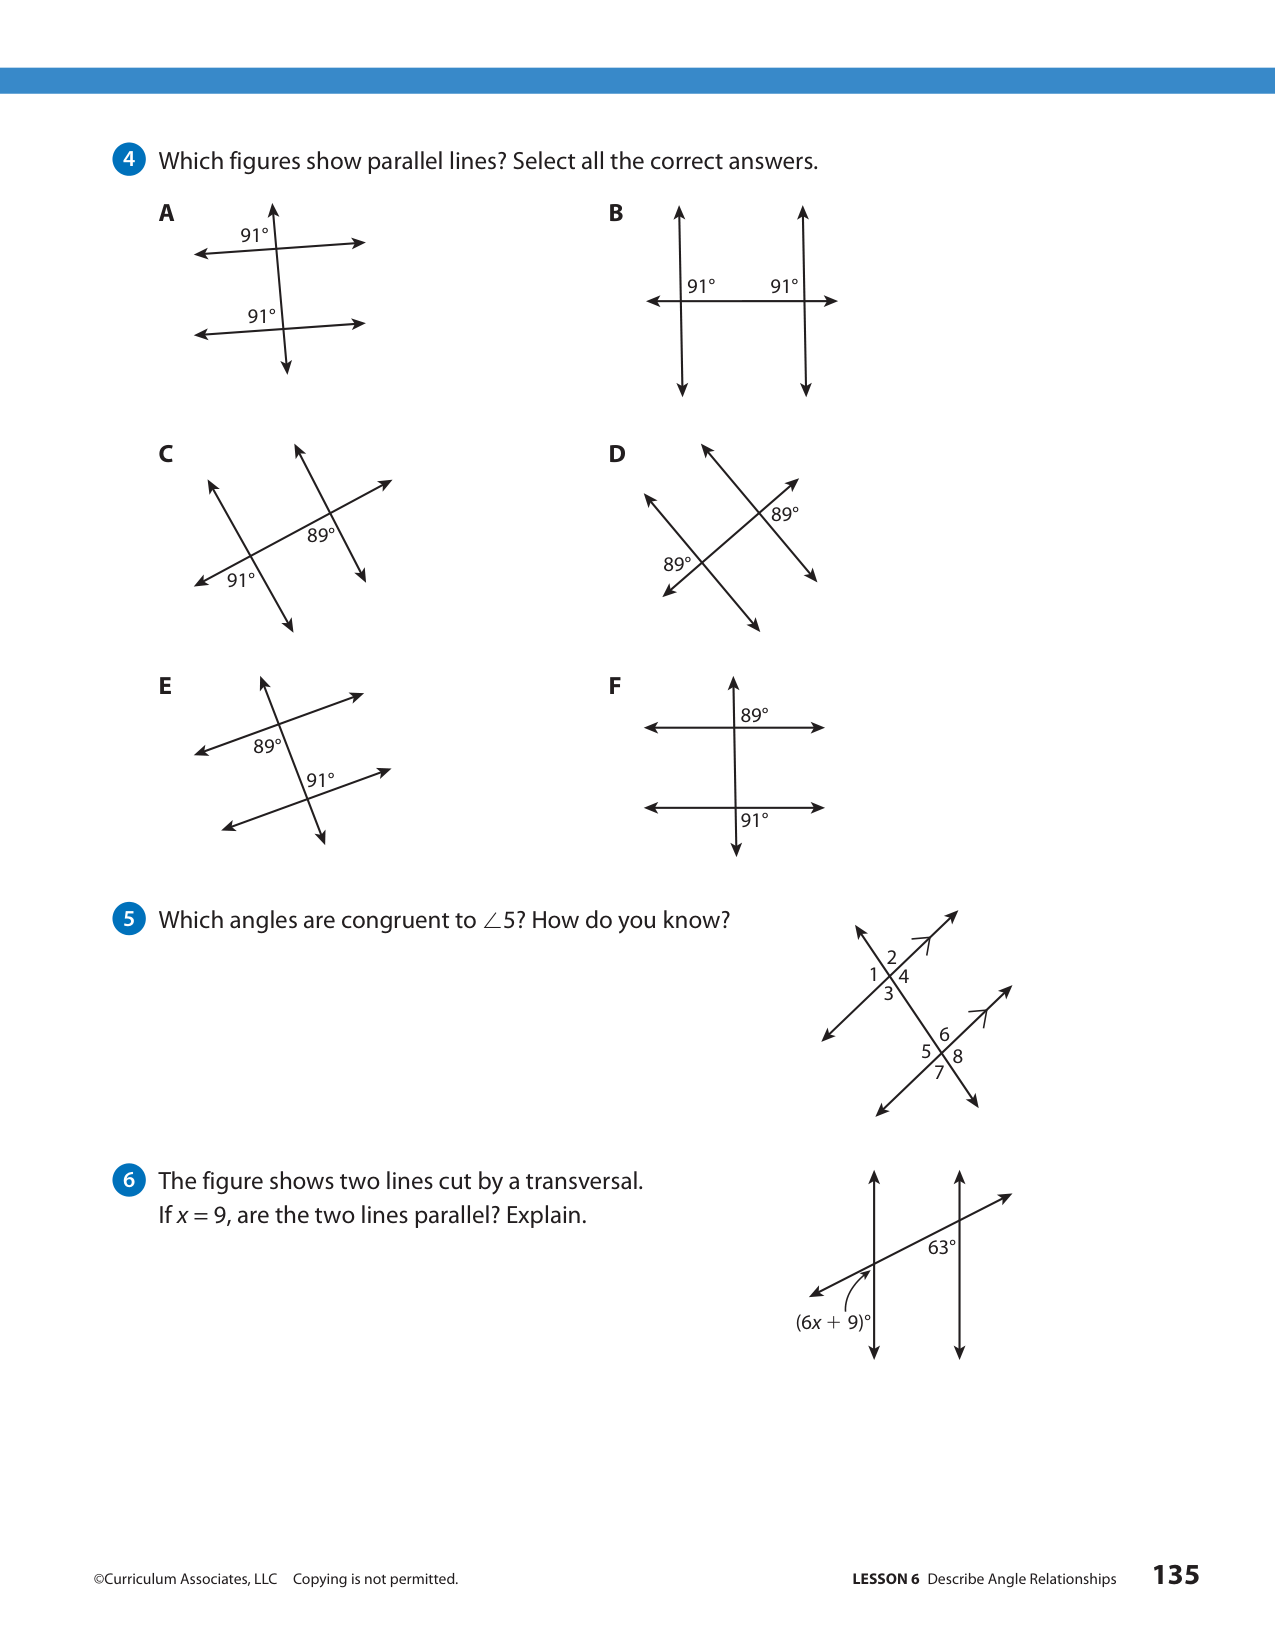 4 Which figures show parallel lines? Select all the correct answers.
A
B
91°
91°
91° 91°
C
D
89°
91°
89°
89°
E
F
89°
91°
89°
91°
5 Which angles are congruent to ∠5? How do you know?
2
1 4
3
6
5 8
7
6 The figure shows two lines cut by a transversal.
If x = 9, are the two lines parallel? Explain.
63°
(6x + 9)°
©Curriculum Associates, LLC Copying is not permitted.
LESSON 6 Describe Angle Relationships 135